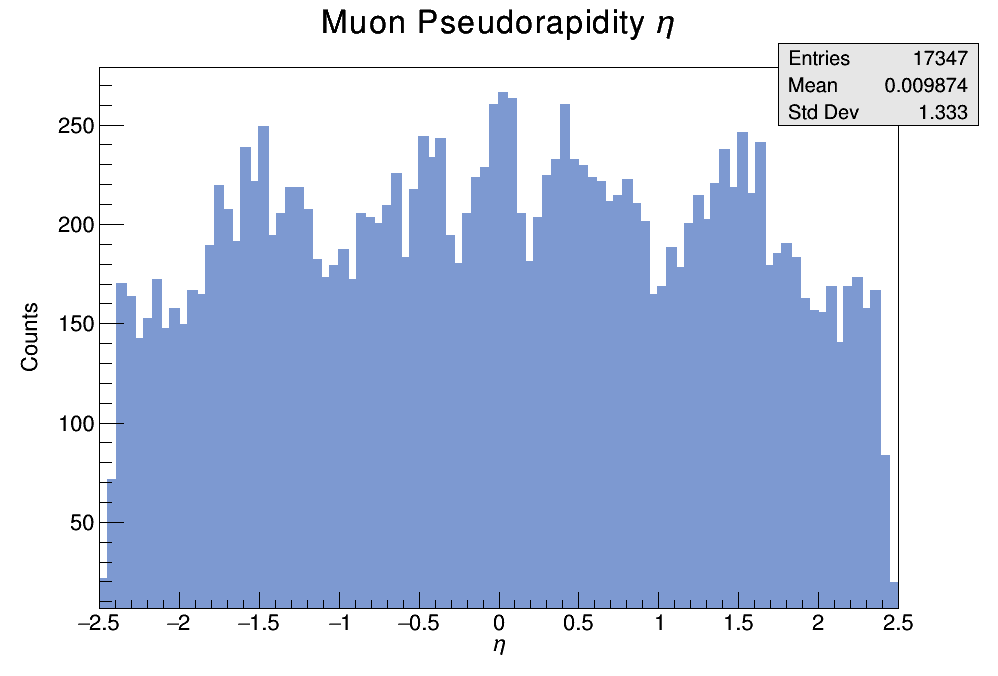 Muon Pseudorapidity η
Entries 17347
Mean 0.009874
Std Dev 1.333
250
200
150
100
50
Counts
−2.5 −2 −1.5 −1 −0.5 0 0.5 1 1.5 2 2.5
η